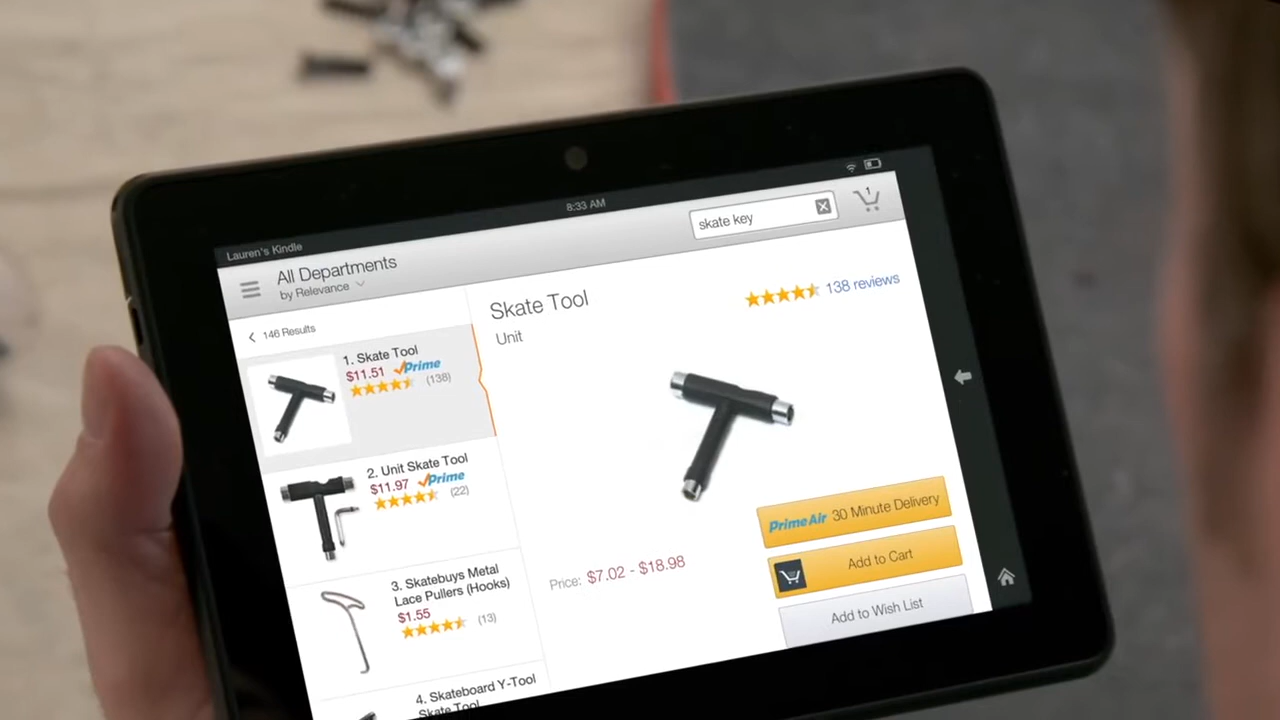 8:33 AM
Lauren's Kindle
All Departments
by Relevance
skate key
1
146 Results
1. Skate Tool
$11.51 Prime
(138)
2. Unit Skate Tool
$11.97 Prime
(22)
3. Skatebuys Metal
Lace Pullers (Hooks)
$1.55
(13)
4. Skateboard Y-Tool
Skate Tool
Skate Tool
Unit
138 reviews
Price: $7.02 - $18.98
PrimeAir 30 Minute Delivery
Add to Cart
Add to Wish List